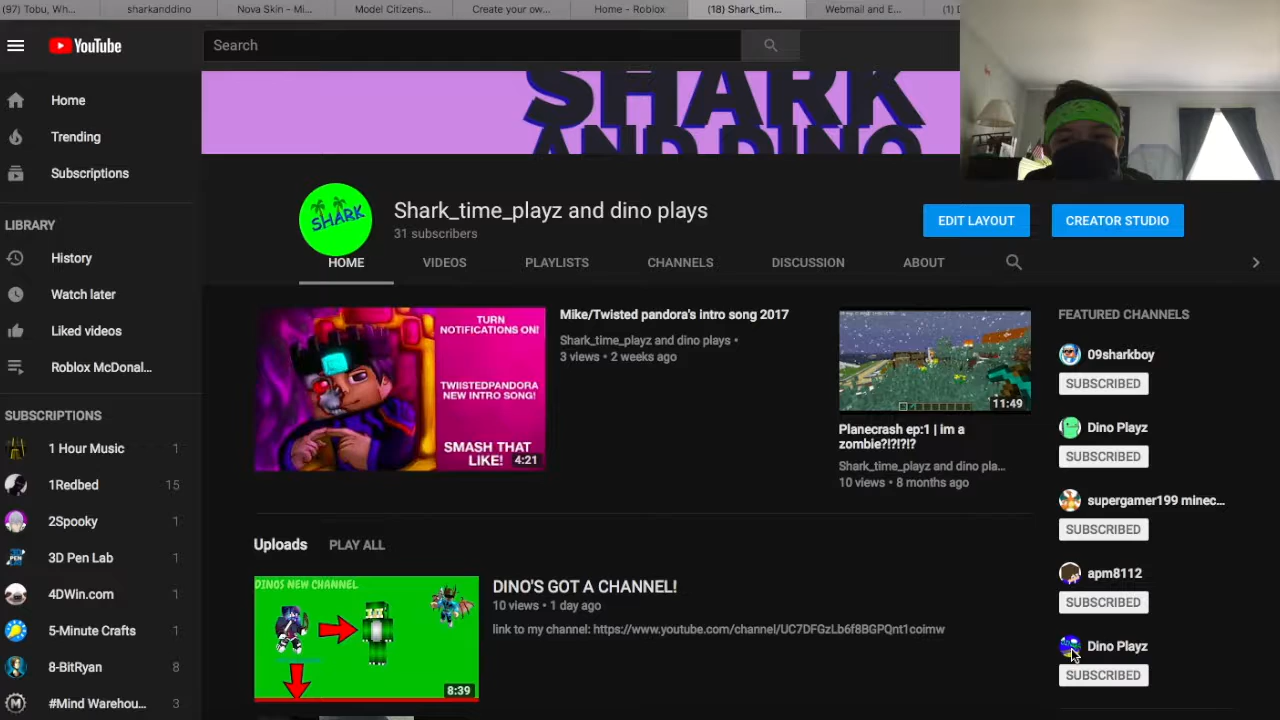 (97) Tobu, Wh...
sharkanddino
Nova Skin - Mi...
Model Citizens...
Create your ow...
Home - Roblox
(18) Shark_tim...
Webmail and E...
YouTube
Search
SHARK
AND DINO
Home
Trending
Subscriptions
LIBRARY
History
Watch later
Liked videos
Roblox McDonal...
SUBSCRIPTIONS
1 Hour Music 1
1Redbed 15
2Spooky 1
3D Pen Lab 1
4DWin.com 1
5-Minute Crafts 1
8-BitRyan 8
#Mind Warehou... 3
SHARK
Shark_time_playz and dino plays
31 subscribers
EDIT LAYOUT
CREATOR STUDIO
HOME
VIDEOS
PLAYLISTS
CHANNELS
DISCUSSION
ABOUT
TURN
NOTIFICATIONS ON!
TWIISTEDPANDORA
NEW INTRO SONG!
SMASH THAT
LIKE!
4:21
Mike/Twisted pandora's intro song 2017
Shark_time_playz and dino plays •
3 views • 2 weeks ago
11:49
Planecrash ep:1 | im a
zombie?!?!?!?
Shark_time_playz and dino pla...
10 views • 8 months ago
Uploads
PLAY ALL
DINOS NEW CHANNEL
8:39
DINO'S GOT A CHANNEL!
10 views • 1 day ago
link to my channel: https://www.youtube.com/channel/UC7DFGzLb6f8BGPQnt1coimw
FEATURED CHANNELS
09sharkboy
SUBSCRIBED
Dino Playz
SUBSCRIBED
supergamer199 minec...
SUBSCRIBED
apm8112
SUBSCRIBED
Dino Playz
SUBSCRIBED